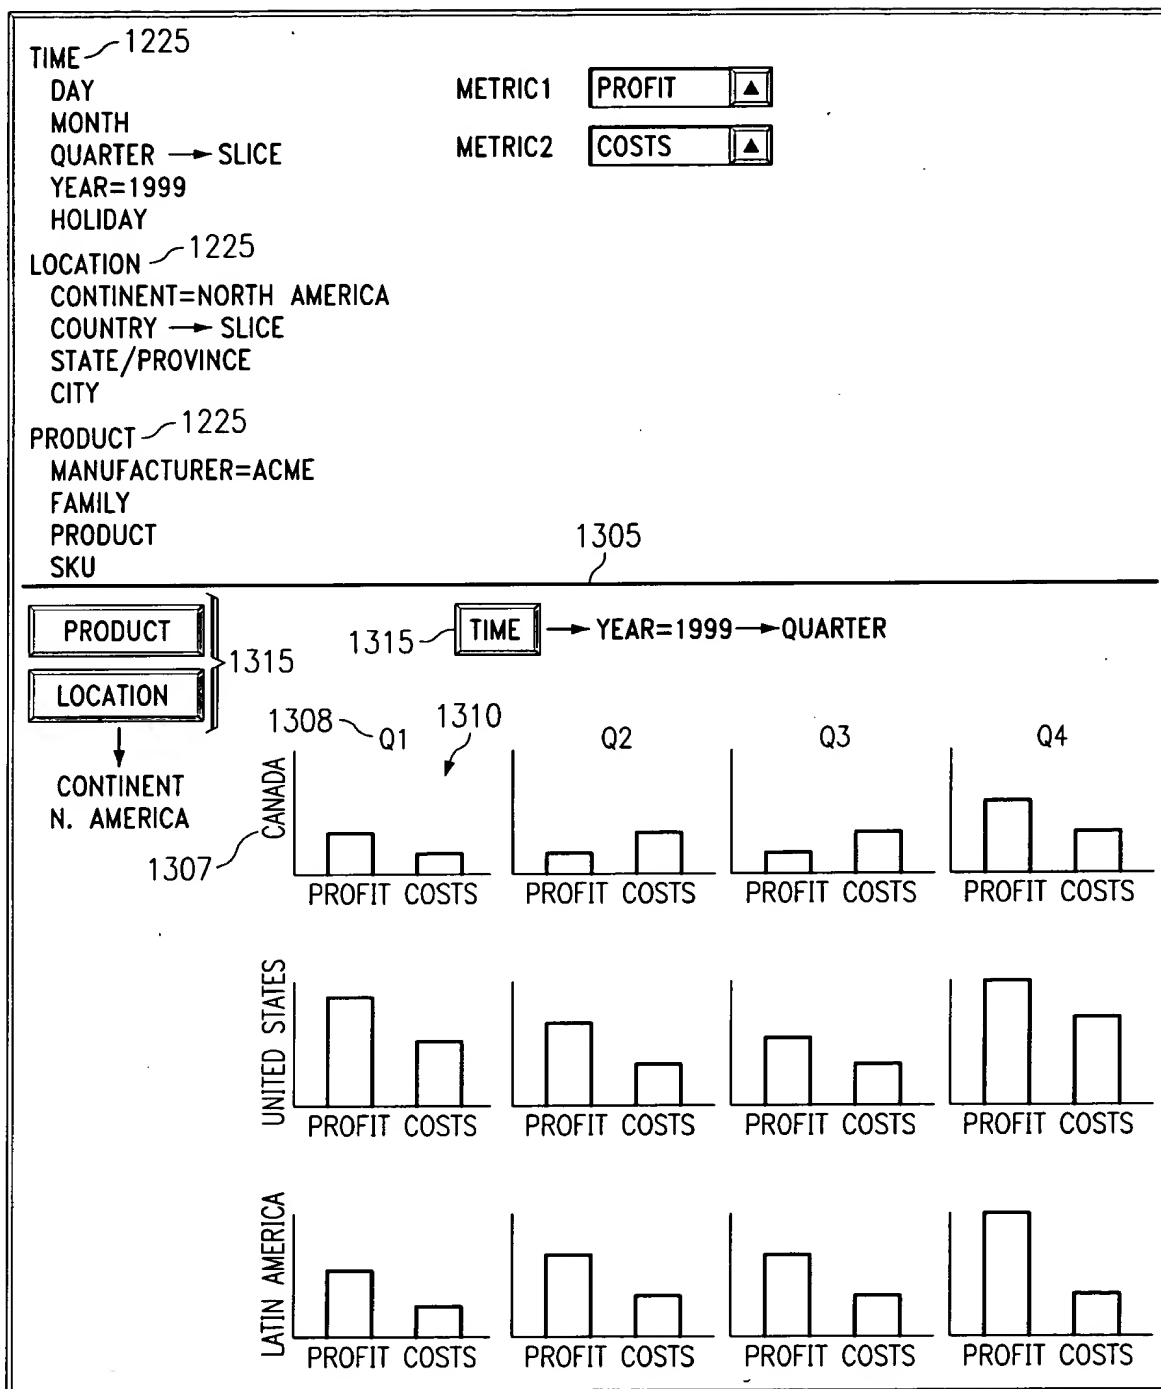 TIME 1225
DAY
MONTH
QUARTER → SLICE
YEAR=1999
HOLIDAY
METRIC1 PROFIT
METRIC2 COSTS
LOCATION 1225
CONTINENT=NORTH AMERICA
COUNTRY → SLICE
STATE/PROVINCE
CITY
PRODUCT 1225
MANUFACTURER=ACME
FAMILY
PRODUCT
SKU
1305
PRODUCT
LOCATION
1315
CONTINENT
N. AMERICA
1315 TIME → YEAR=1999 → QUARTER
1308 Q1 1310 Q2 Q3 Q4
1307 CANADA
PROFIT COSTS PROFIT COSTS PROFIT COSTS PROFIT COSTS
UNITED STATES
PROFIT COSTS PROFIT COSTS PROFIT COSTS PROFIT COSTS
LATIN AMERICA
PROFIT COSTS PROFIT COSTS PROFIT COSTS PROFIT COSTS